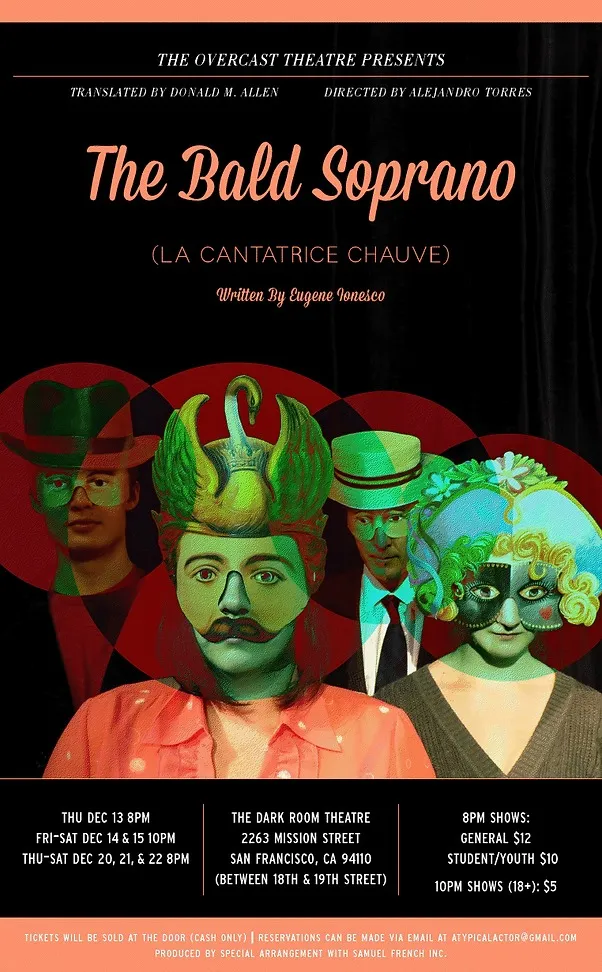 THE OVERCAST THEATRE PRESENTS
TRANSLATED BY DONALD M. ALLEN
DIRECTED BY ALEJANDRO TORRES
The Bald Soprano
(LA CANTATRICE CHAUVE)
Written By Eugene Ionesco
THU DEC 13 8PM
FRI-SAT DEC 14 & 15 10PM
THU-SAT DEC 20, 21, & 22 8PM
THE DARK ROOM THEATRE
2263 MISSION STREET
SAN FRANCISCO, CA 94110
(BETWEEN 18TH & 19TH STREET)
8PM SHOWS:
GENERAL $12
STUDENT/YOUTH $10
10PM SHOWS (18+): $5
TICKETS WILL BE SOLD AT THE DOOR (CASH ONLY) | RESERVATIONS CAN BE MADE VIA EMAIL AT ATYPICALACTOR@GMAIL.COM
PRODUCED BY SPECIAL ARRANGEMENT WITH SAMUEL FRENCH INC.